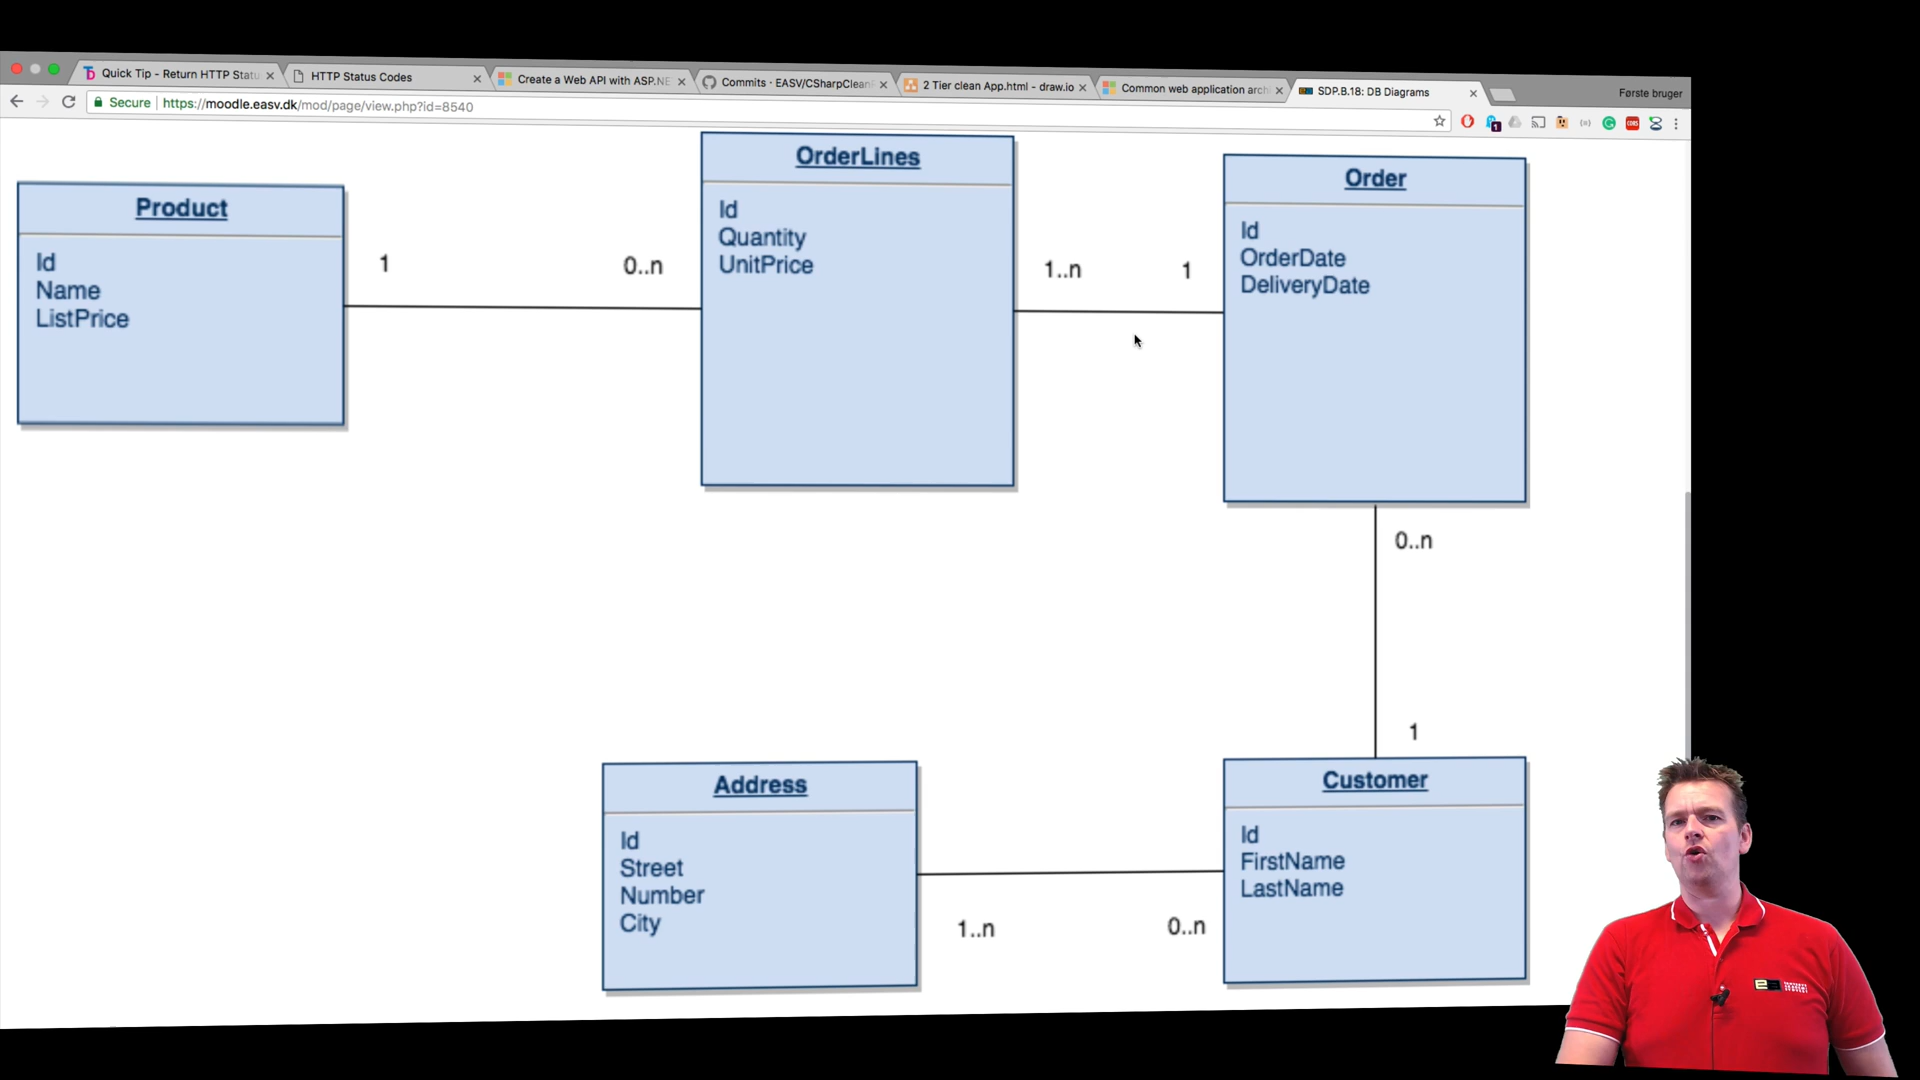 Quick Tip - Return HTTP Statu
HTTP Status Codes
Create a Web API with ASP.NE
Commits · EASV/CSharpClean
2 Tier clean App.html - draw.io
Common web application arch
SDP.B.18: DB Diagrams
Første bruger
Secure
https://moodle.easv.dk/mod/page/view.php?id=8540
Product
Id
Name
ListPrice
1
0..n
OrderLines
Id
Quantity
UnitPrice
1..n
1
Order
Id
OrderDate
DeliveryDate
0..n
1
Address
Id
Street
Number
City
1..n
0..n
Customer
Id
FirstName
LastName